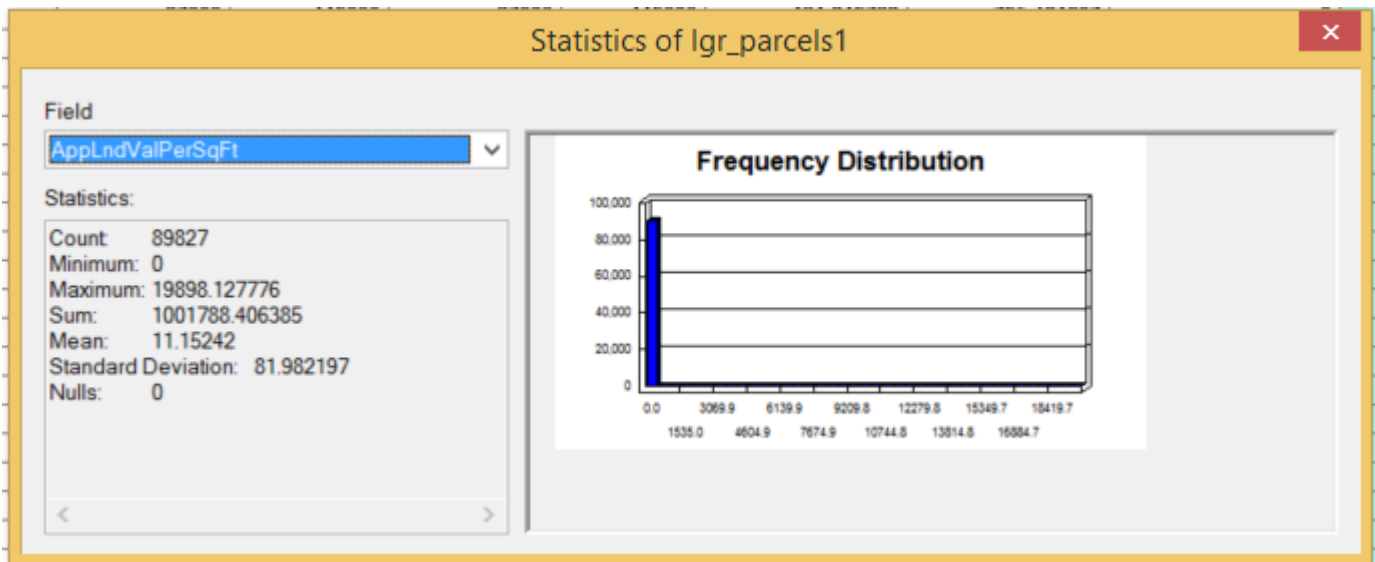 Statistics of lgr_parcels1
Field
AppLndValPerSqFt
Statistics:
Count: 89827
Minimum: 0
Maximum: 19898.127776
Sum: 1001788.406385
Mean: 11.15242
Standard Deviation: 81.982197
Nulls: 0
Frequency Distribution
100,000
80,000
60,000
40,000
20,000
0
0.0 3069.9 6139.9 9209.8 12279.8 15349.7 18419.7
1535.0 4604.9 7674.9 10744.8 13814.8 16884.7